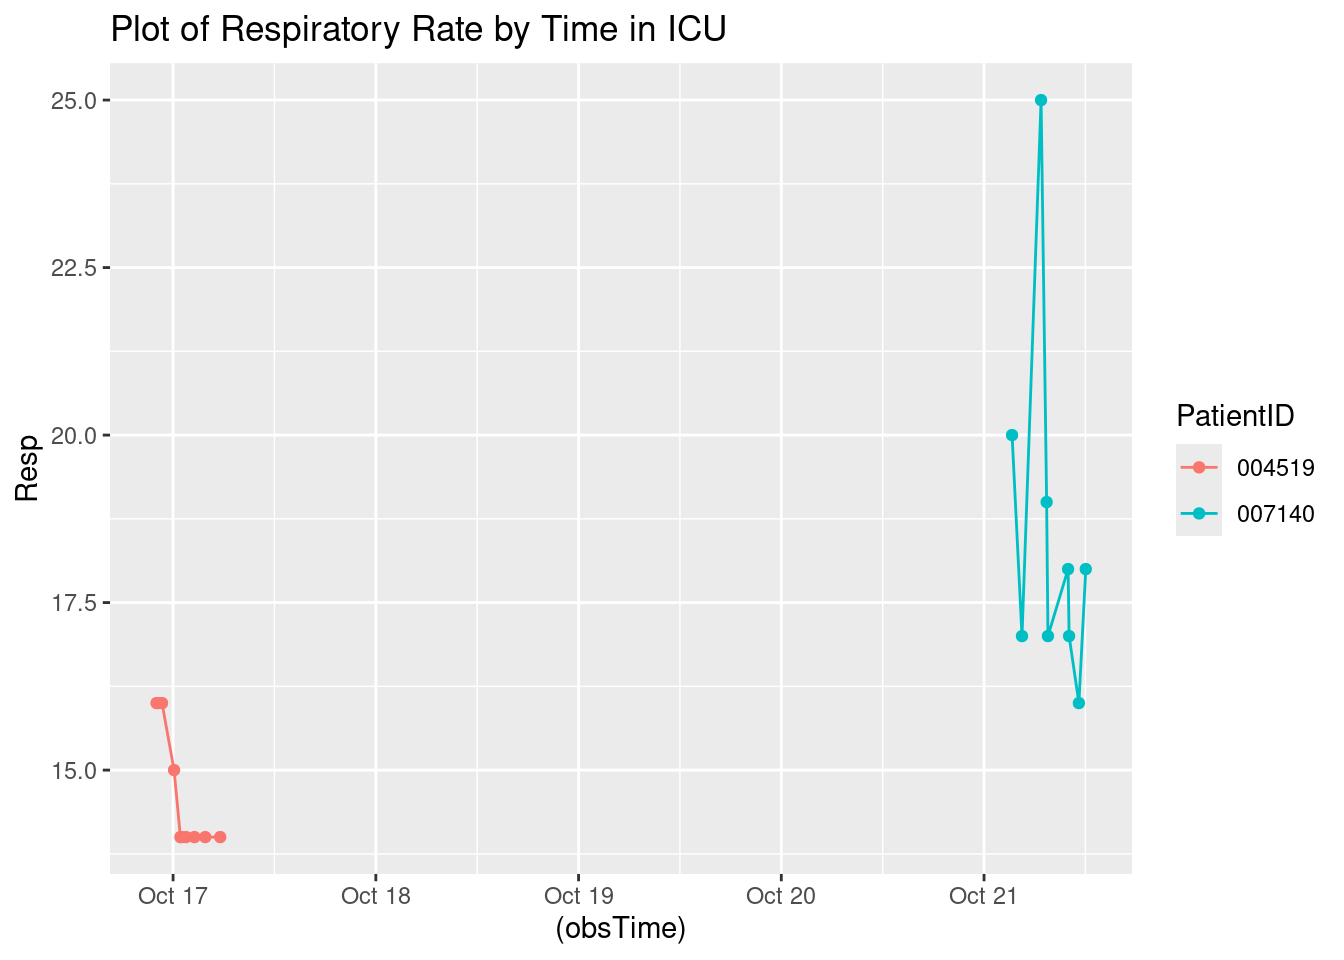 Plot of Respiratory Rate by Time in ICU
25.0
22.5
20.0
17.5
15.0
Resp
Oct 17
Oct 18
Oct 19
Oct 20
Oct 21
(obsTime)
PatientID
004519
007140